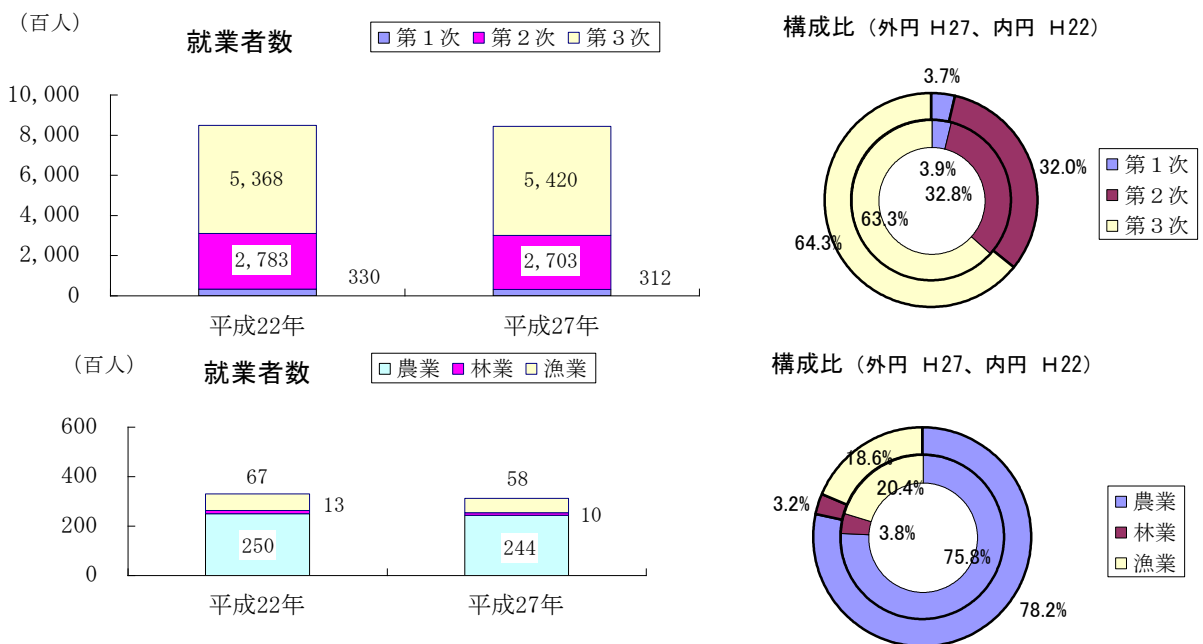 (百人)
就業者数
第１次 第２次 第３次
10,000
8,000
6,000
4,000
2,000
0
5,368
2,783
330
5,420
2,703
312
平成22年 平成27年
構成比 (外円 H27、内円 H22)
3.7%
32.0%
64.3%
3.9%
32.8%
63.3%
第１次
第２次
第３次
(百人)
就業者数
農業 林業 漁業
600
400
200
0
67
13
250
58
10
244
平成22年 平成27年
構成比 (外円 H27、内円 H22)
18.6%
20.4%
3.2%
3.8%
75.8%
78.2%
農業
林業
漁業